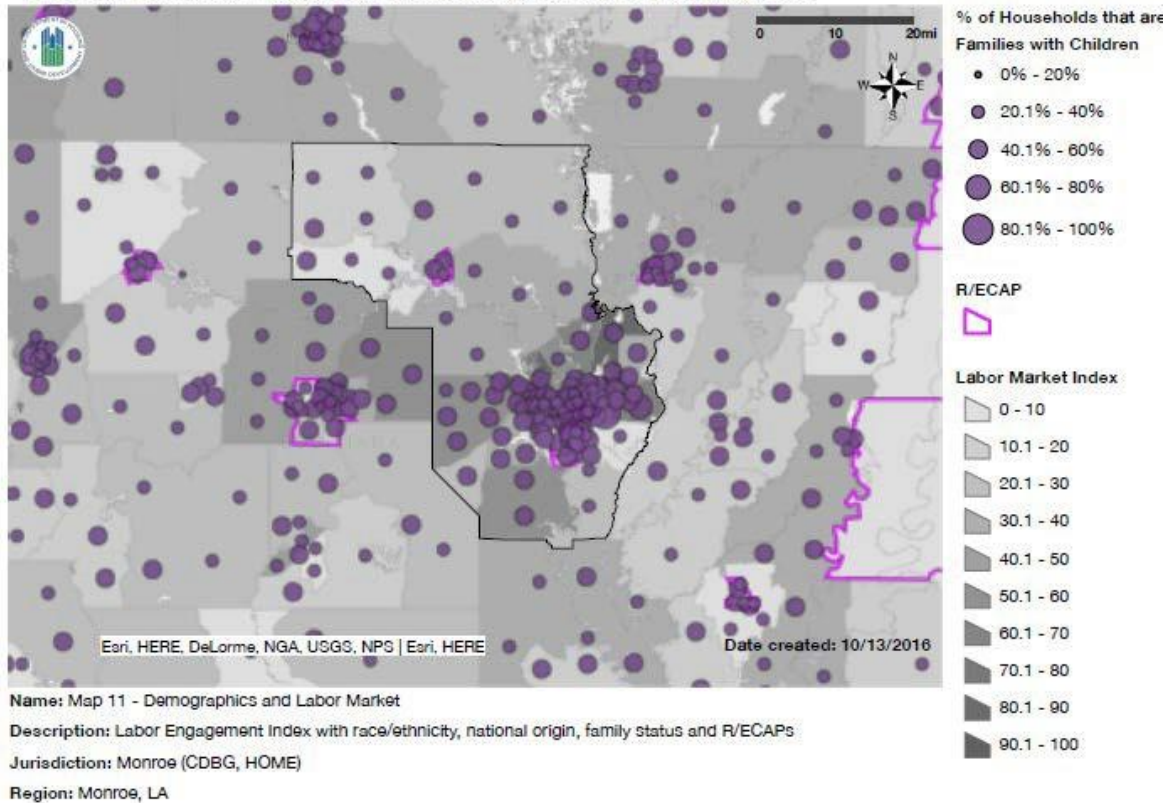 0 10 20mi
N
W E
S
Date created: 10/13/2016
Esri, HERE, DeLorme, NGA, USGS, NPS | Esri, HERE
% of Households that are
Families with Children
0% - 20%
20.1% - 40%
40.1% - 60%
60.1% - 80%
80.1% - 100%
R/ECAP
Labor Market Index
0 - 10
10.1 - 20
20.1 - 30
30.1 - 40
40.1 - 50
50.1 - 60
60.1 - 70
70.1 - 80
80.1 - 90
90.1 - 100
Name: Map 11 - Demographics and Labor Market
Description: Labor Engagement Index with race/ethnicity, national origin, family status and R/ECAPs
Jurisdiction: Monroe (CDBG, HOME)
Region: Monroe, LA